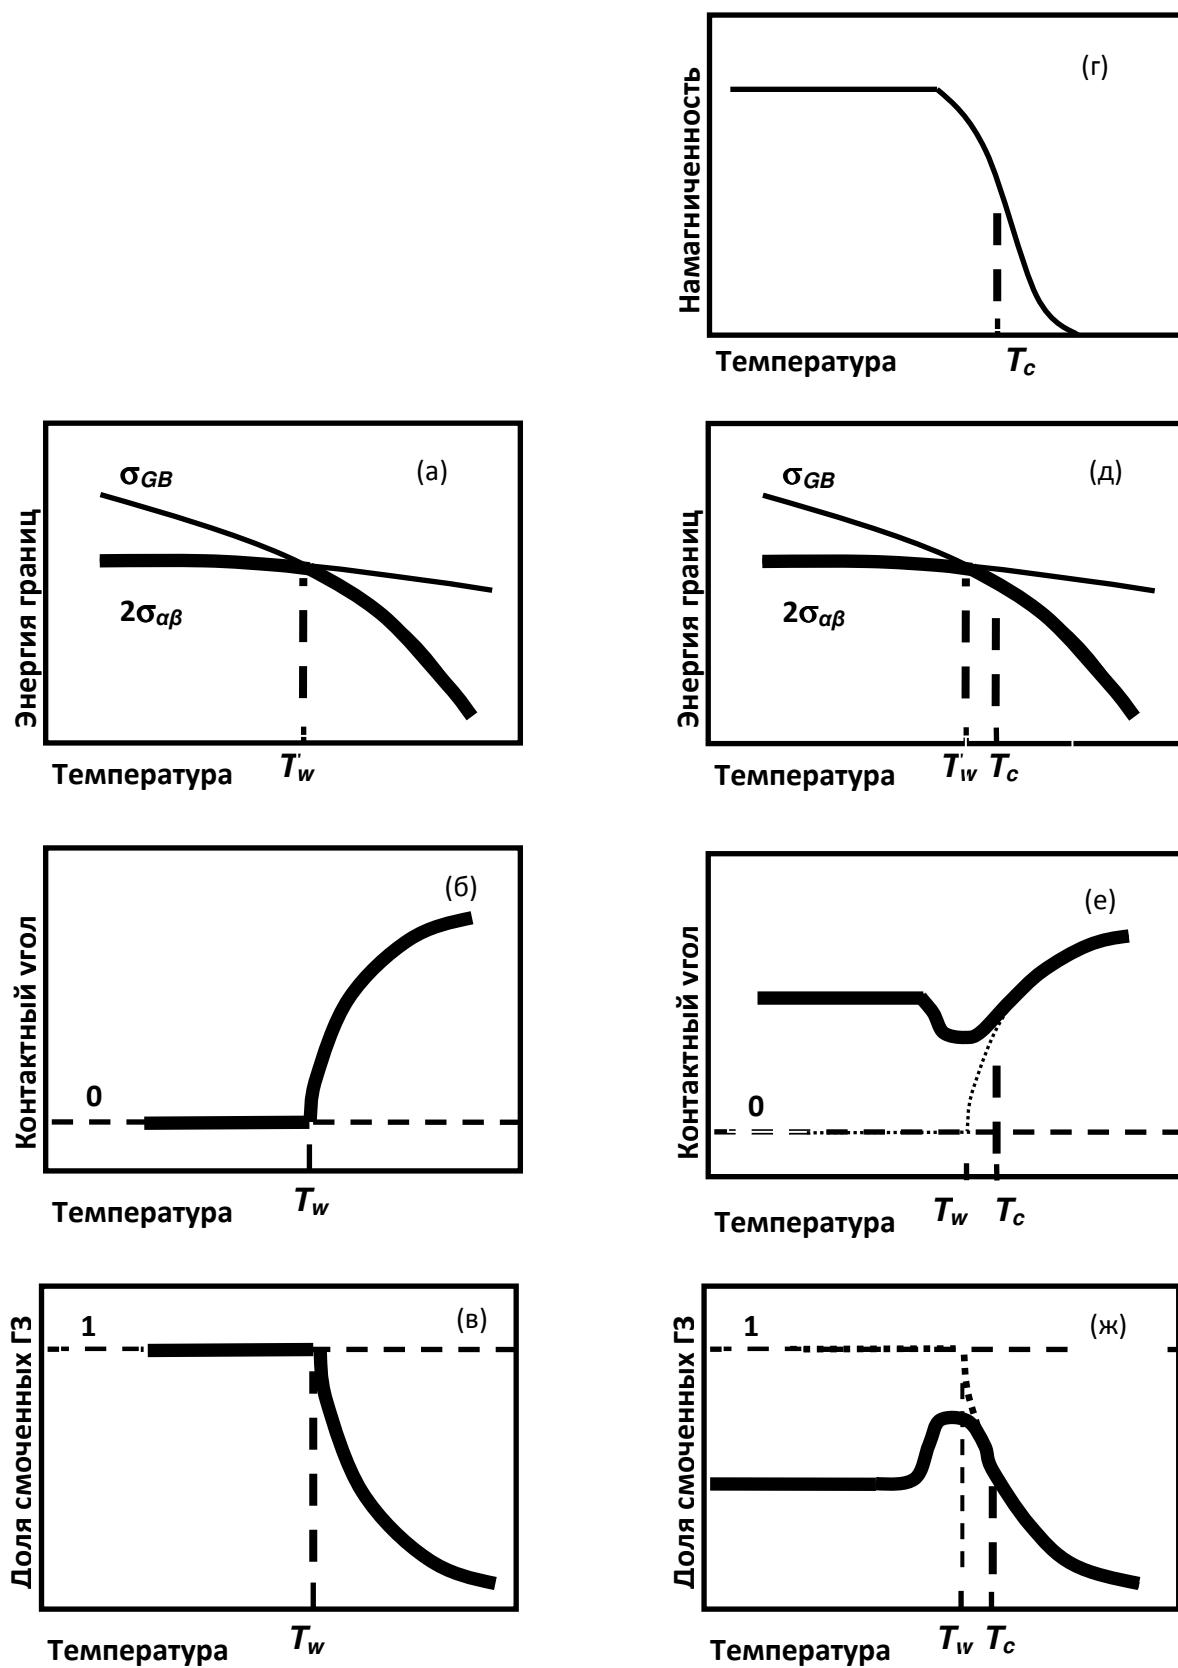 (г)
Намагниченность
Температура
Tc
(а)
σGB
2σαβ
Энергия границ
Температура
Tw
(д)
σGB
2σαβ
Энергия границ
Температура
Tw
Tc
(б)
Контактный угол
0
Температура
Tw
(е)
Контактный угол
0
Температура
Tw
Tc
(в)
1
Доля смоченных ГЗ
Температура
Tw
(ж)
1
Доля смоченных ГЗ
Температура
Tw
Tc